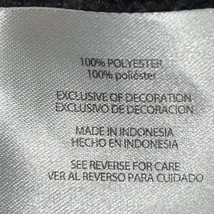 100% POLYESTER
100% poliéster
EXCLUSIVE OF DECORATION
EXCLUSIVO DE DECORACION
MADE IN INDONESIA
HECHO EN INDONESIA
SEE REVERSE FOR CARE
VER AL REVERSO PARA CUIDADO